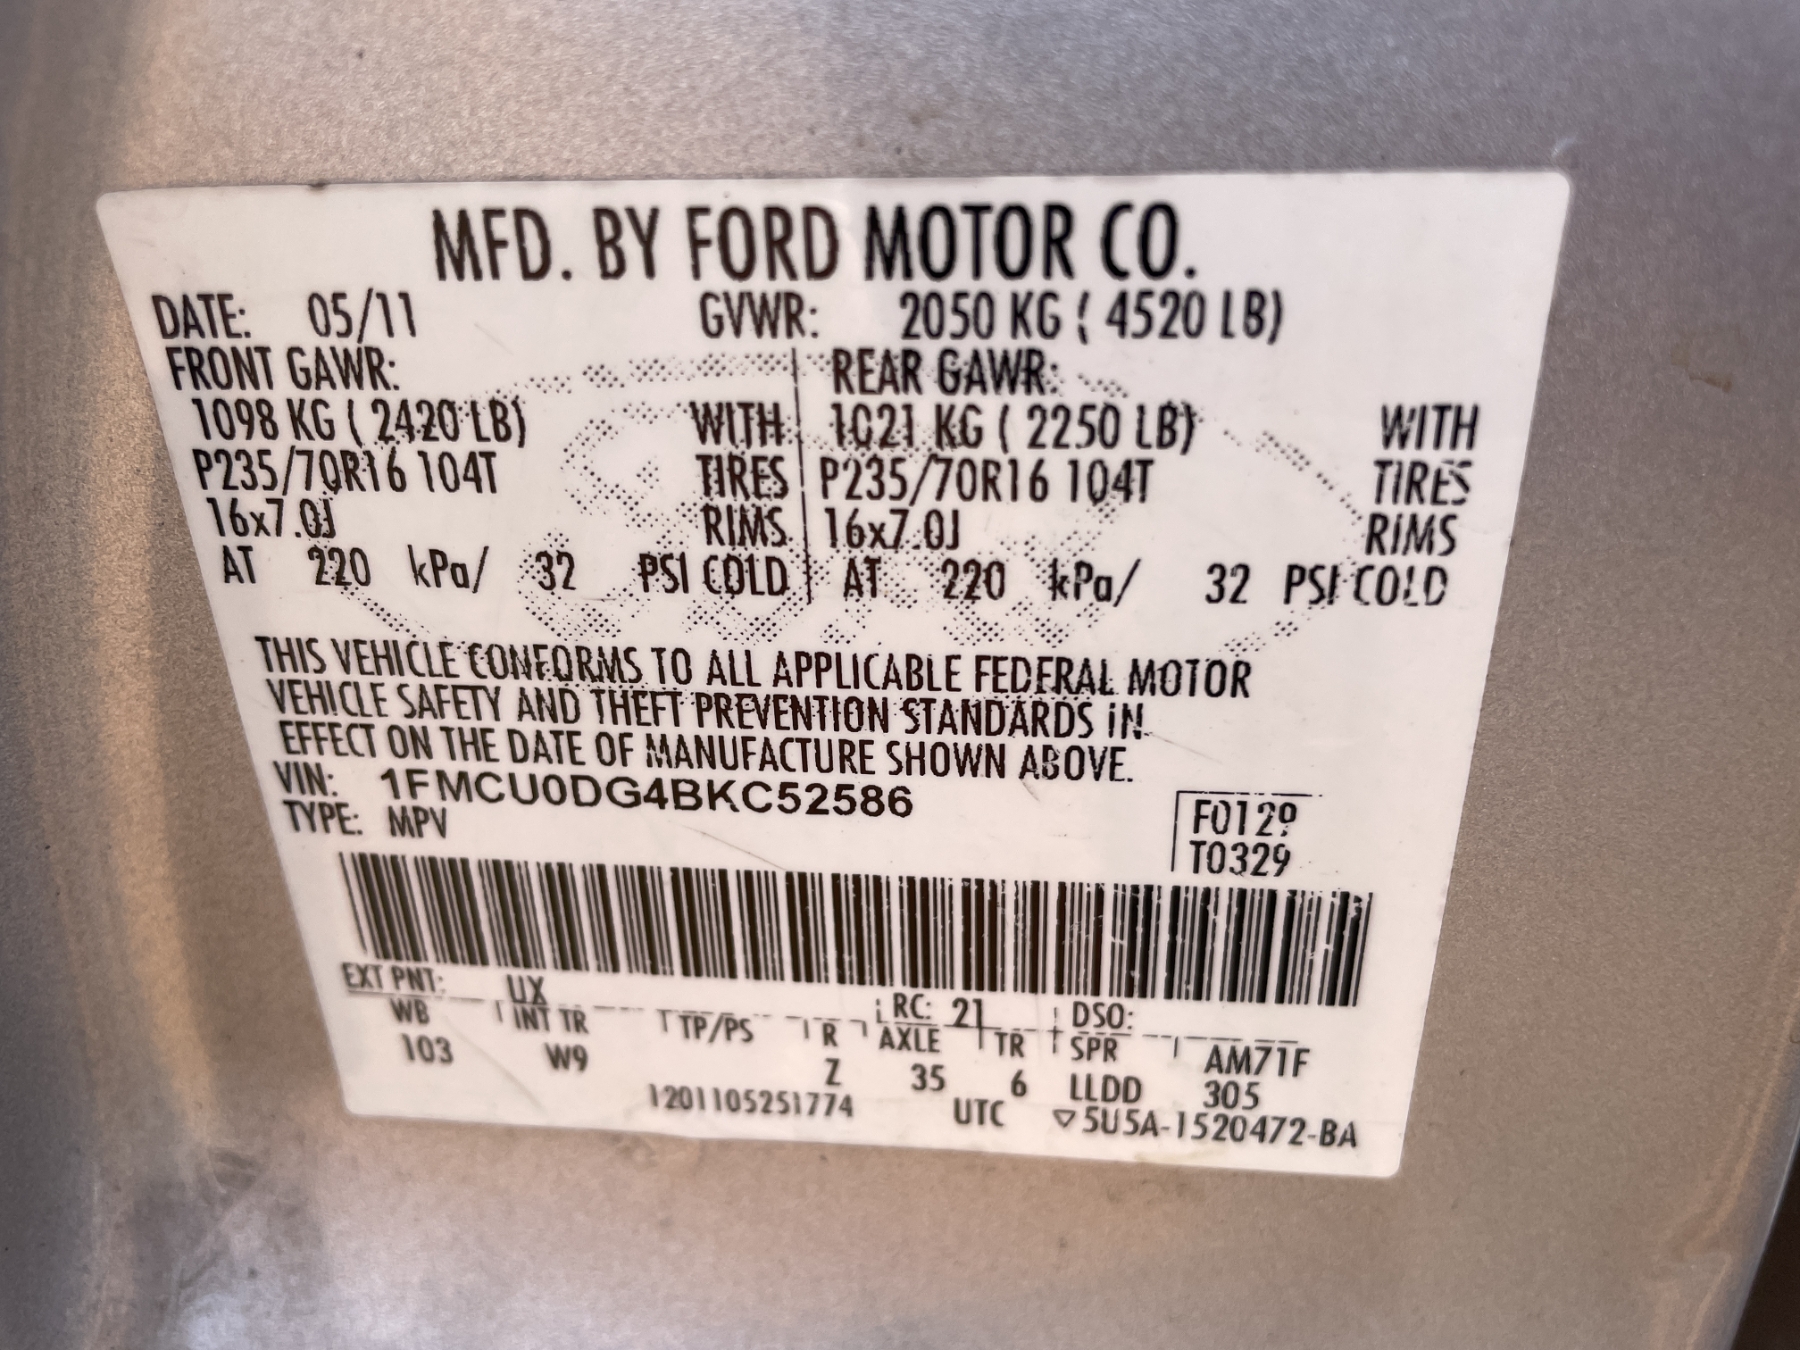 MFD. BY FORD MOTOR CO.
DATE: 05/11 GVWR: 2050 KG ( 4520 LB)
FRONT GAWR: REAR GAWR:
1098 KG ( 2420 LB) WITH 1021 KG ( 2250 LB) WITH
P235/70R16 104T TIRES P235/70R16 104T TIRES
16x7.0J RIMS 16x7.0J RIMS
AT 220 kPa/ 32 PSI COLD AT 220 kPa/ 32 PSI COLD
THIS VEHICLE CONFORMS TO ALL APPLICABLE FEDERAL MOTOR
VEHICLE SAFETY AND THEFT PREVENTION STANDARDS IN
EFFECT ON THE DATE OF MANUFACTURE SHOWN ABOVE.
VIN: 1FMCU0DG4BKC52586
TYPE: MPV
F0129
T0329
EXT PNT: UX RC: 21 DSO:
WB INT TR TP/PS R AXLE TR SPR AM71F
103 W9 Z 35 6 LLDD 305
1201105251774 UTC ▽5U5A-1520472-BA